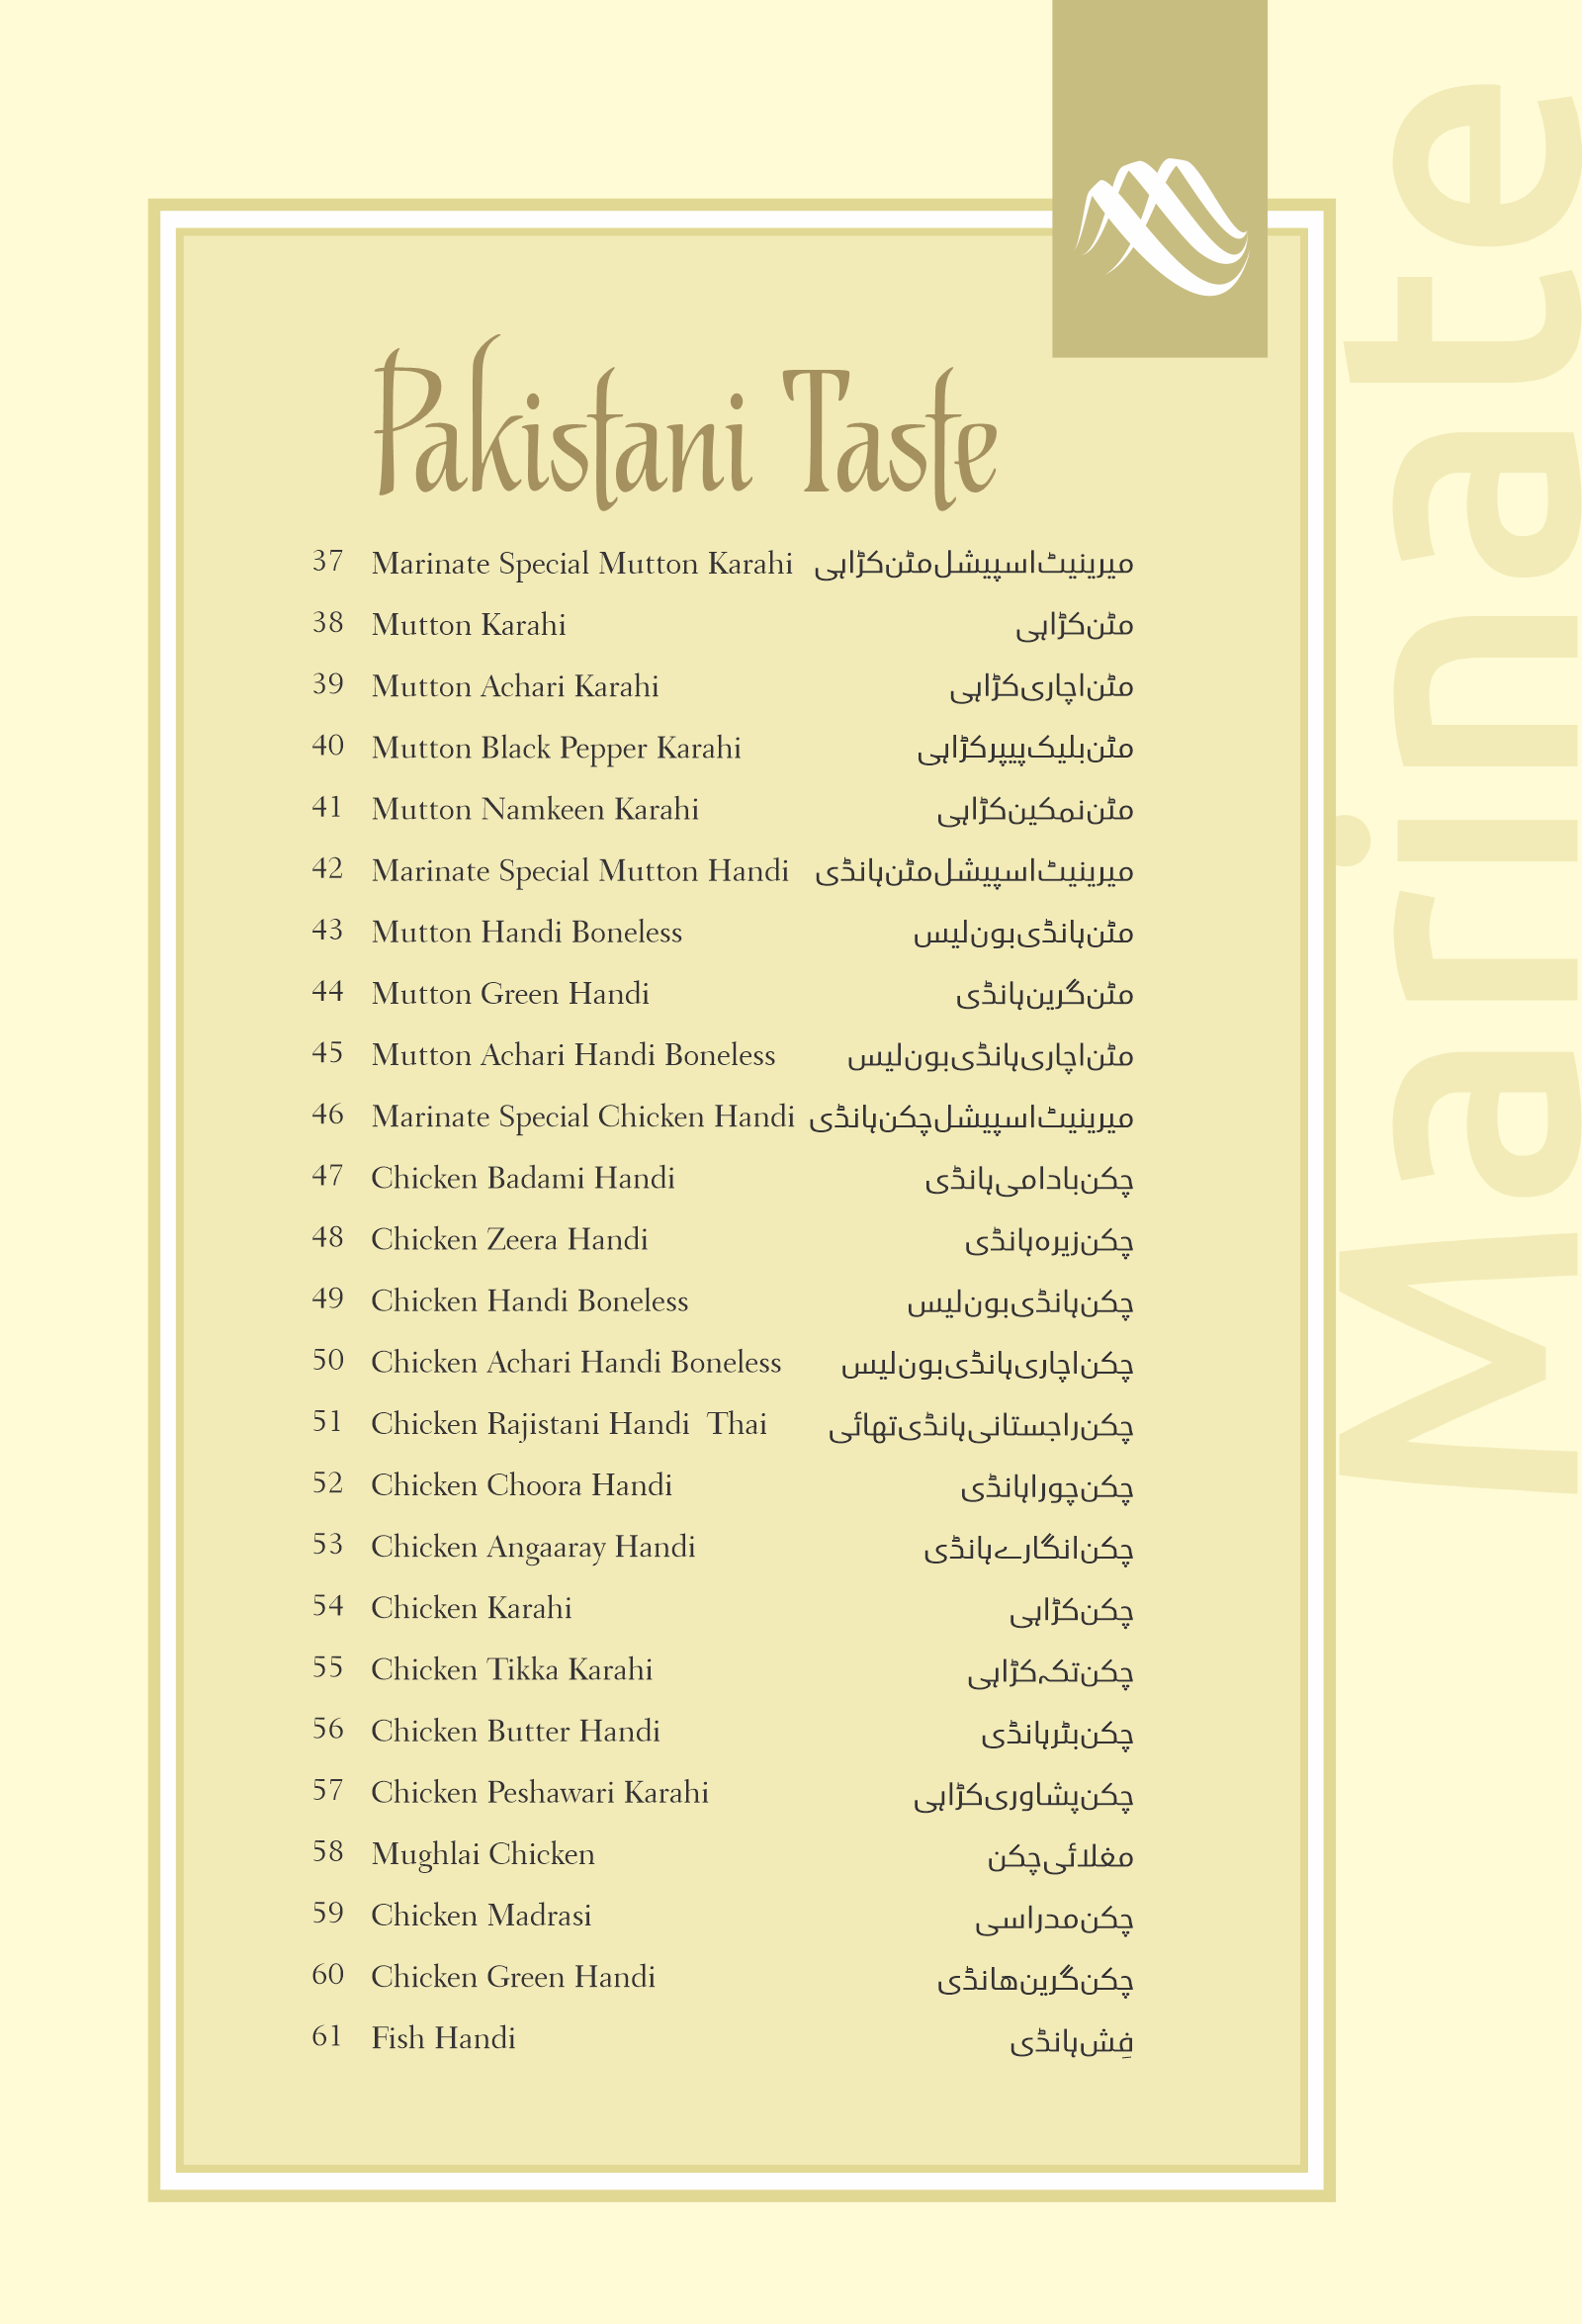 Pakistani Taste
37 Marinate Special Mutton Karahi میرینیٹ اسپیشل مٹن کڑاہی
38 Mutton Karahi مٹن کڑاہی
39 Mutton Achari Karahi مٹن اچاری کڑاہی
40 Mutton Black Pepper Karahi مٹن بلیک پیپر کڑاہی
41 Mutton Namkeen Karahi مٹن نمکین کڑاہی
42 Marinate Special Mutton Handi میرینیٹ اسپیشل مٹن ہانڈی
43 Mutton Handi Boneless مٹن ہانڈی بون لیس
44 Mutton Green Handi مٹن گرین ہانڈی
45 Mutton Achari Handi Boneless مٹن اچاری ہانڈی بون لیس
46 Marinate Special Chicken Handi میرینیٹ اسپیشل چکن ہانڈی
47 Chicken Badami Handi چکن بادامی ہانڈی
48 Chicken Zeera Handi چکن زیرہ ہانڈی
49 Chicken Handi Boneless چکن ہانڈی بون لیس
50 Chicken Achari Handi Boneless چکن اچاری ہانڈی بون لیس
51 Chicken Rajistani Handi Thai چکن راجستانی ہانڈی تھائی
52 Chicken Choora Handi چکن چورا ہانڈی
53 Chicken Angaaray Handi چکن انگارے ہانڈی
54 Chicken Karahi چکن کڑاہی
55 Chicken Tikka Karahi چکن تکہ کڑاہی
56 Chicken Butter Handi چکن بٹر ہانڈی
57 Chicken Peshawari Karahi چکن پشاوری کڑاہی
58 Mughlai Chicken مغلائی چکن
59 Chicken Madrasi چکن مدراسی
60 Chicken Green Handi چکن گرین ھانڈی
61 Fish Handi فِش ہانڈی
Marinate